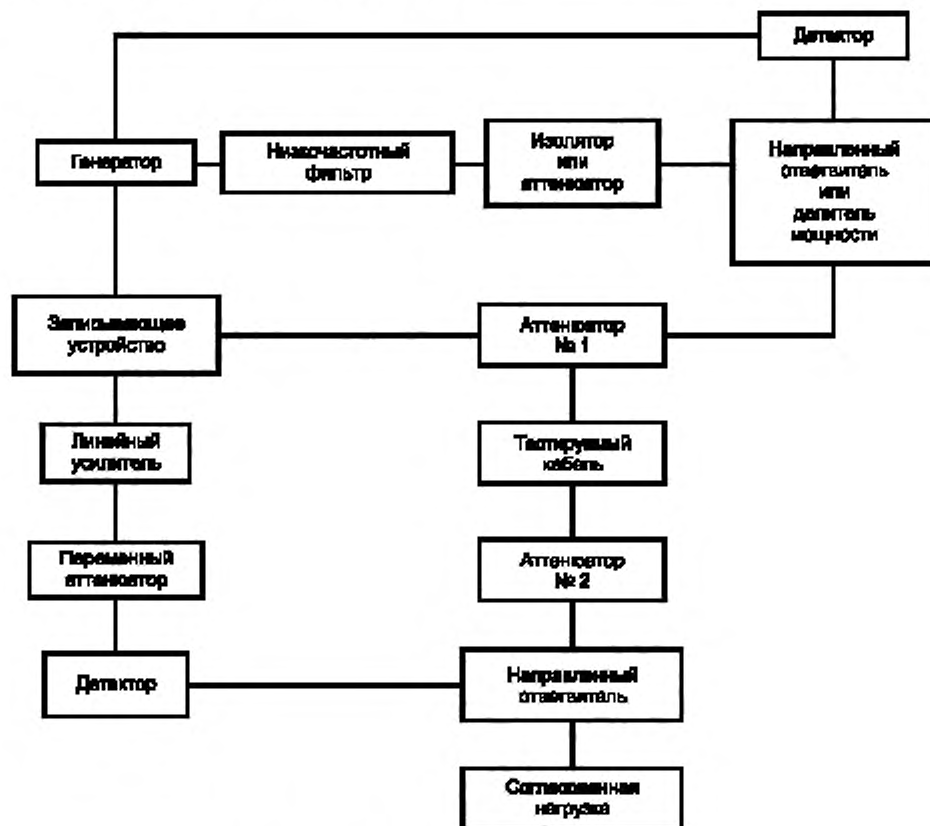 Детектор
Генератор
Низкочастотный
фильтр
Изолятор
или
аттенюатор
Направленный
ответвитель
или
делитель
мощности
Записывающее
устройство
Аттенюатор
№ 1
Линейный
усилитель
Тестируемый
кабель
Переменный
аттенюатор
Аттенюатор
№ 2
Детектор
Направленный
ответвитель
Согласованная
нагрузка